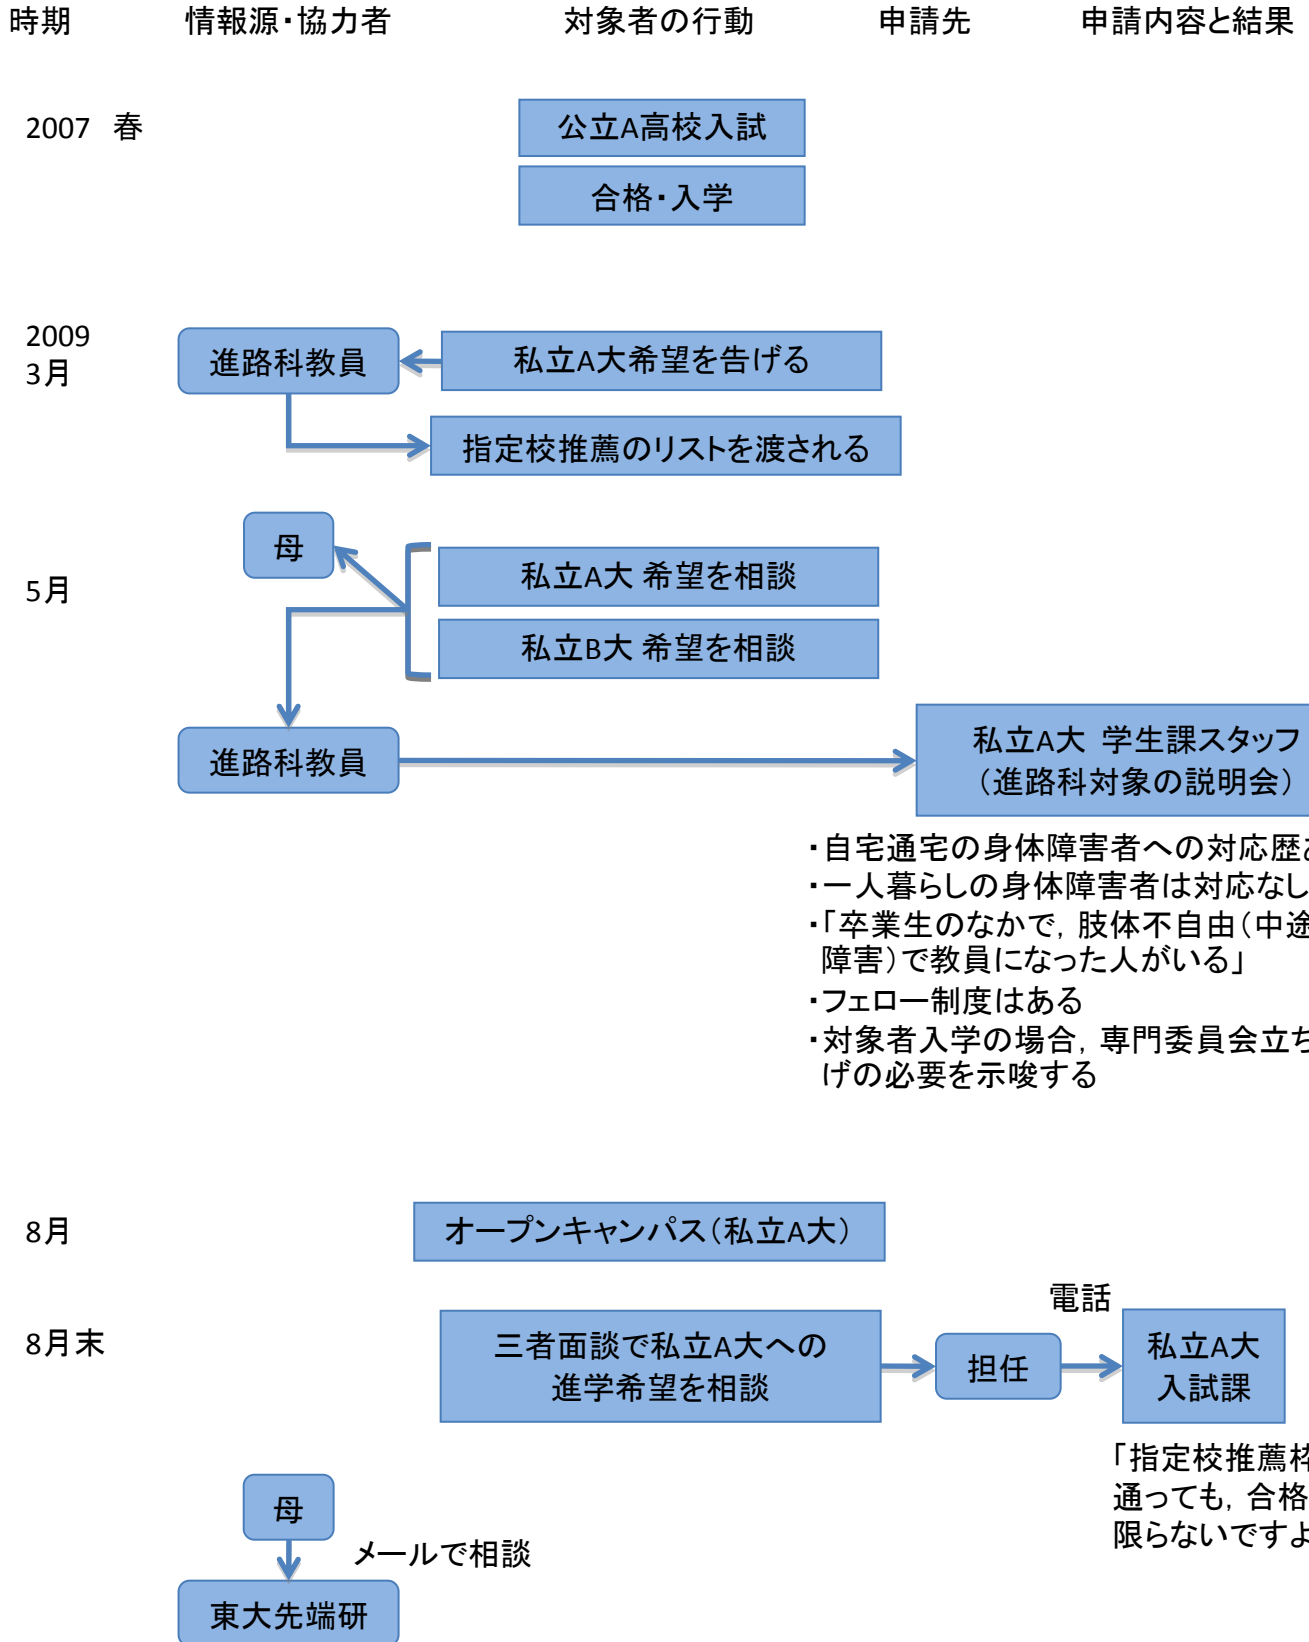 時期 情報源・協力者 対象者の行動 申請先 申請内容と結果
2007 春
公立A高校入試
合格・入学
2009
3月
進路科教員
私立A大希望を告げる
指定校推薦のリストを渡される
母
5月
私立A大 希望を相談
私立B大 希望を相談
進路科教員
私立A大 学生課スタッフ
（進路科対象の説明会）
・自宅通宅の身体障害者への対応歴
・一人暮らしの身体障害者は対応なし
・「卒業生のなかで，肢体不自由（中途
障害）で教員になった人がいる」
・フェロー制度はある
・対象者入学の場合，専門委員会立ち
げの必要を示唆する
8月
オープンキャンパス（私立A大）
8月末
三者面談で私立A大への
進学希望を相談
担任
電話
私立A大
入試課
「指定校推薦枠
通っても，合格
限らないですよ
母
メールで相談
東大先端研